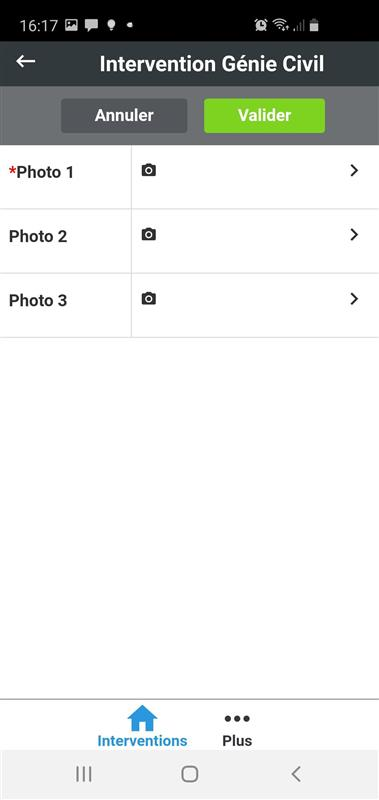 16:17
Intervention Génie Civil
Annuler Valider
*Photo 1
Photo 2
Photo 3
Interventions Plus